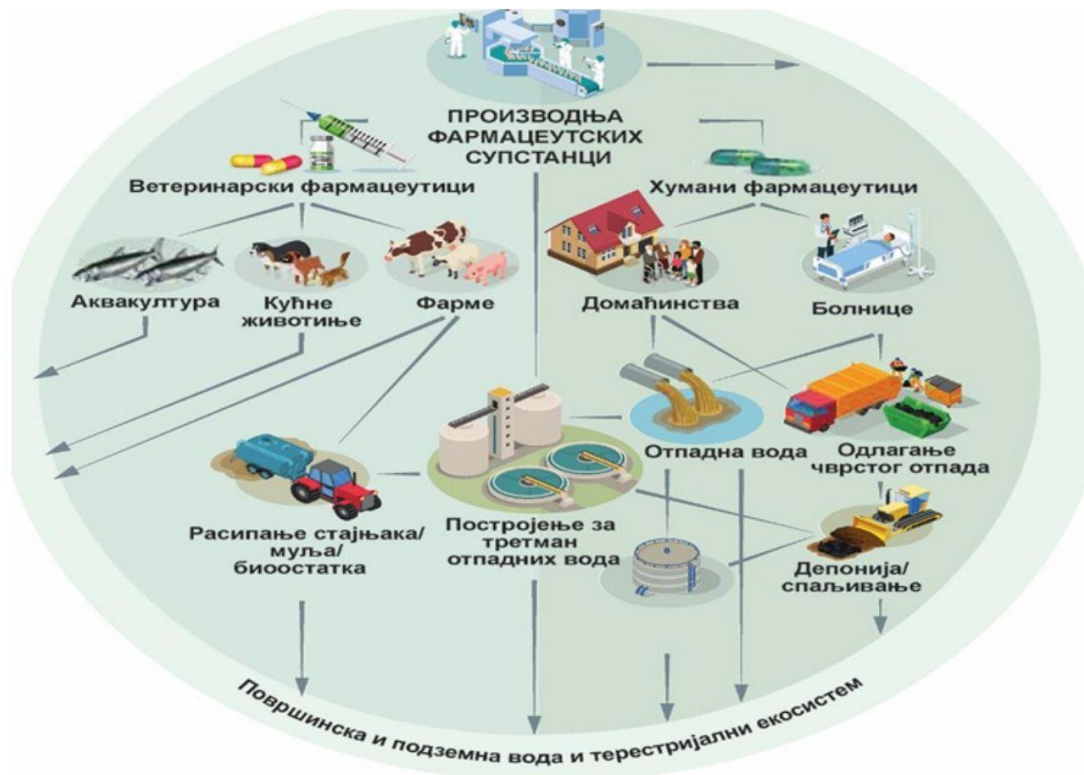 ПРОИЗВОДЊА
ФАРМАЦЕУТСКИХ
СУПСТАНЦИ
Ветеринарски фармацеутици
Хумани фармацеутици
Аквакултура
Кућне
животиње
Фарме
Домаћинства
Болнице
Отпадна вода
Одлагање
чврстог отпада
Расипање стајњака/
муља/
биоостатка
Постројење за
третман
отпадних вода
Депонија/
спаљивање
Површинска и подземна вода и терестријални екосистем